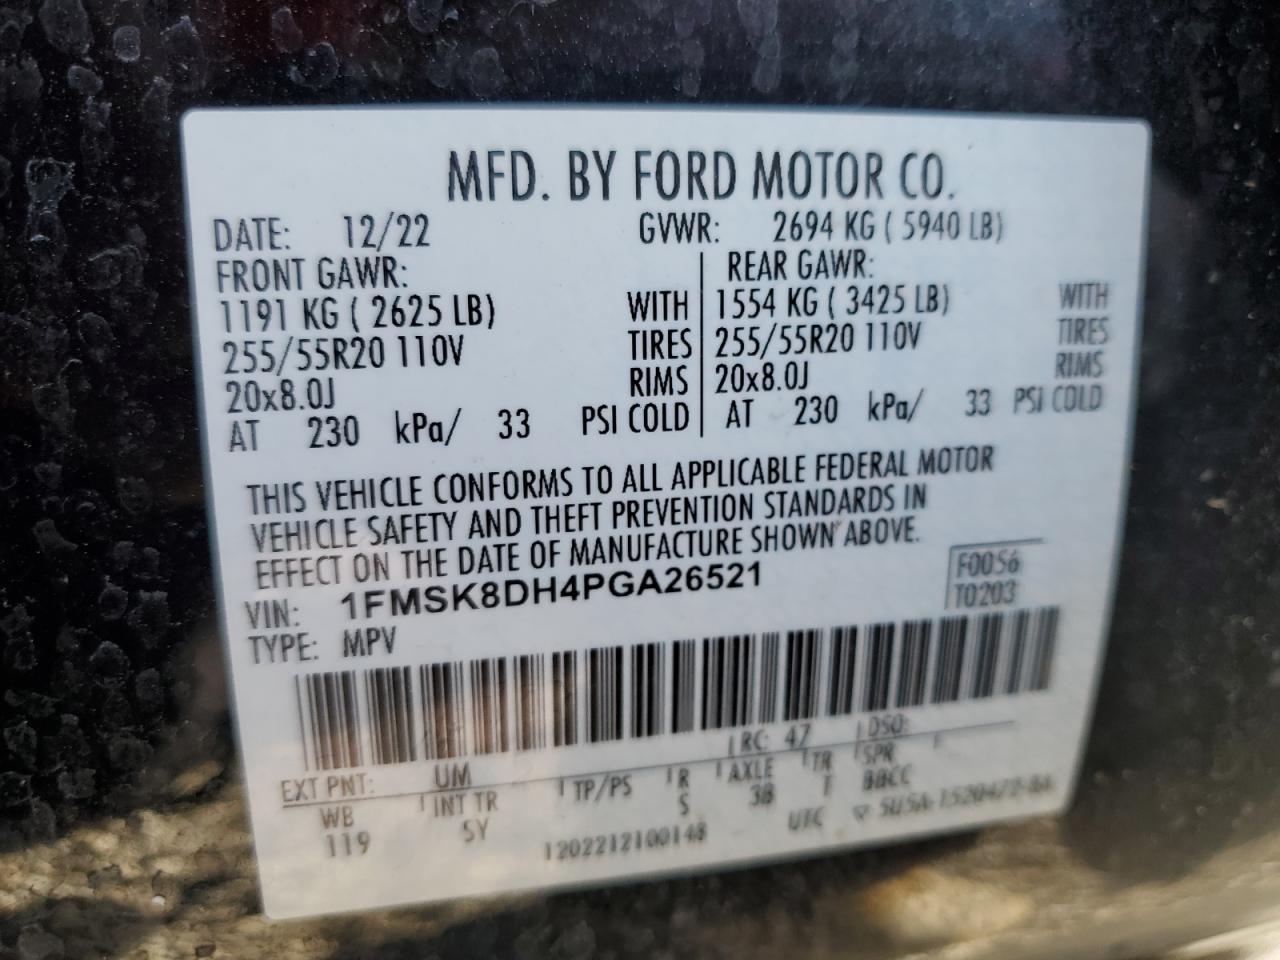 MFD. BY FORD MOTOR CO.
DATE: 12/22 GVWR: 2694 KG ( 5940 LB)
FRONT GAWR: REAR GAWR:
1191 KG ( 2625 LB) WITH 1554 KG ( 3425 LB) WITH
255/55R20 110V TIRES 255/55R20 110V TIRES
20x8.0J RIMS 20x8.0J RIMS
AT 230 kPa/ 33 PSI COLD AT 230 kPa/ 33 PSI COLD
THIS VEHICLE CONFORMS TO ALL APPLICABLE FEDERAL MOTOR
VEHICLE SAFETY AND THEFT PREVENTION STANDARDS IN
EFFECT ON THE DATE OF MANUFACTURE SHOWN ABOVE.
VIN: 1FMSK8DH4PGA26521 F0056
TYPE: MPV T0203
EXT PNT: UM RC: 47 DSO:
WB INT TR TP/PS R AXLE TR SPR
119 5Y S 38 T BBCC
1202212100148 UTC